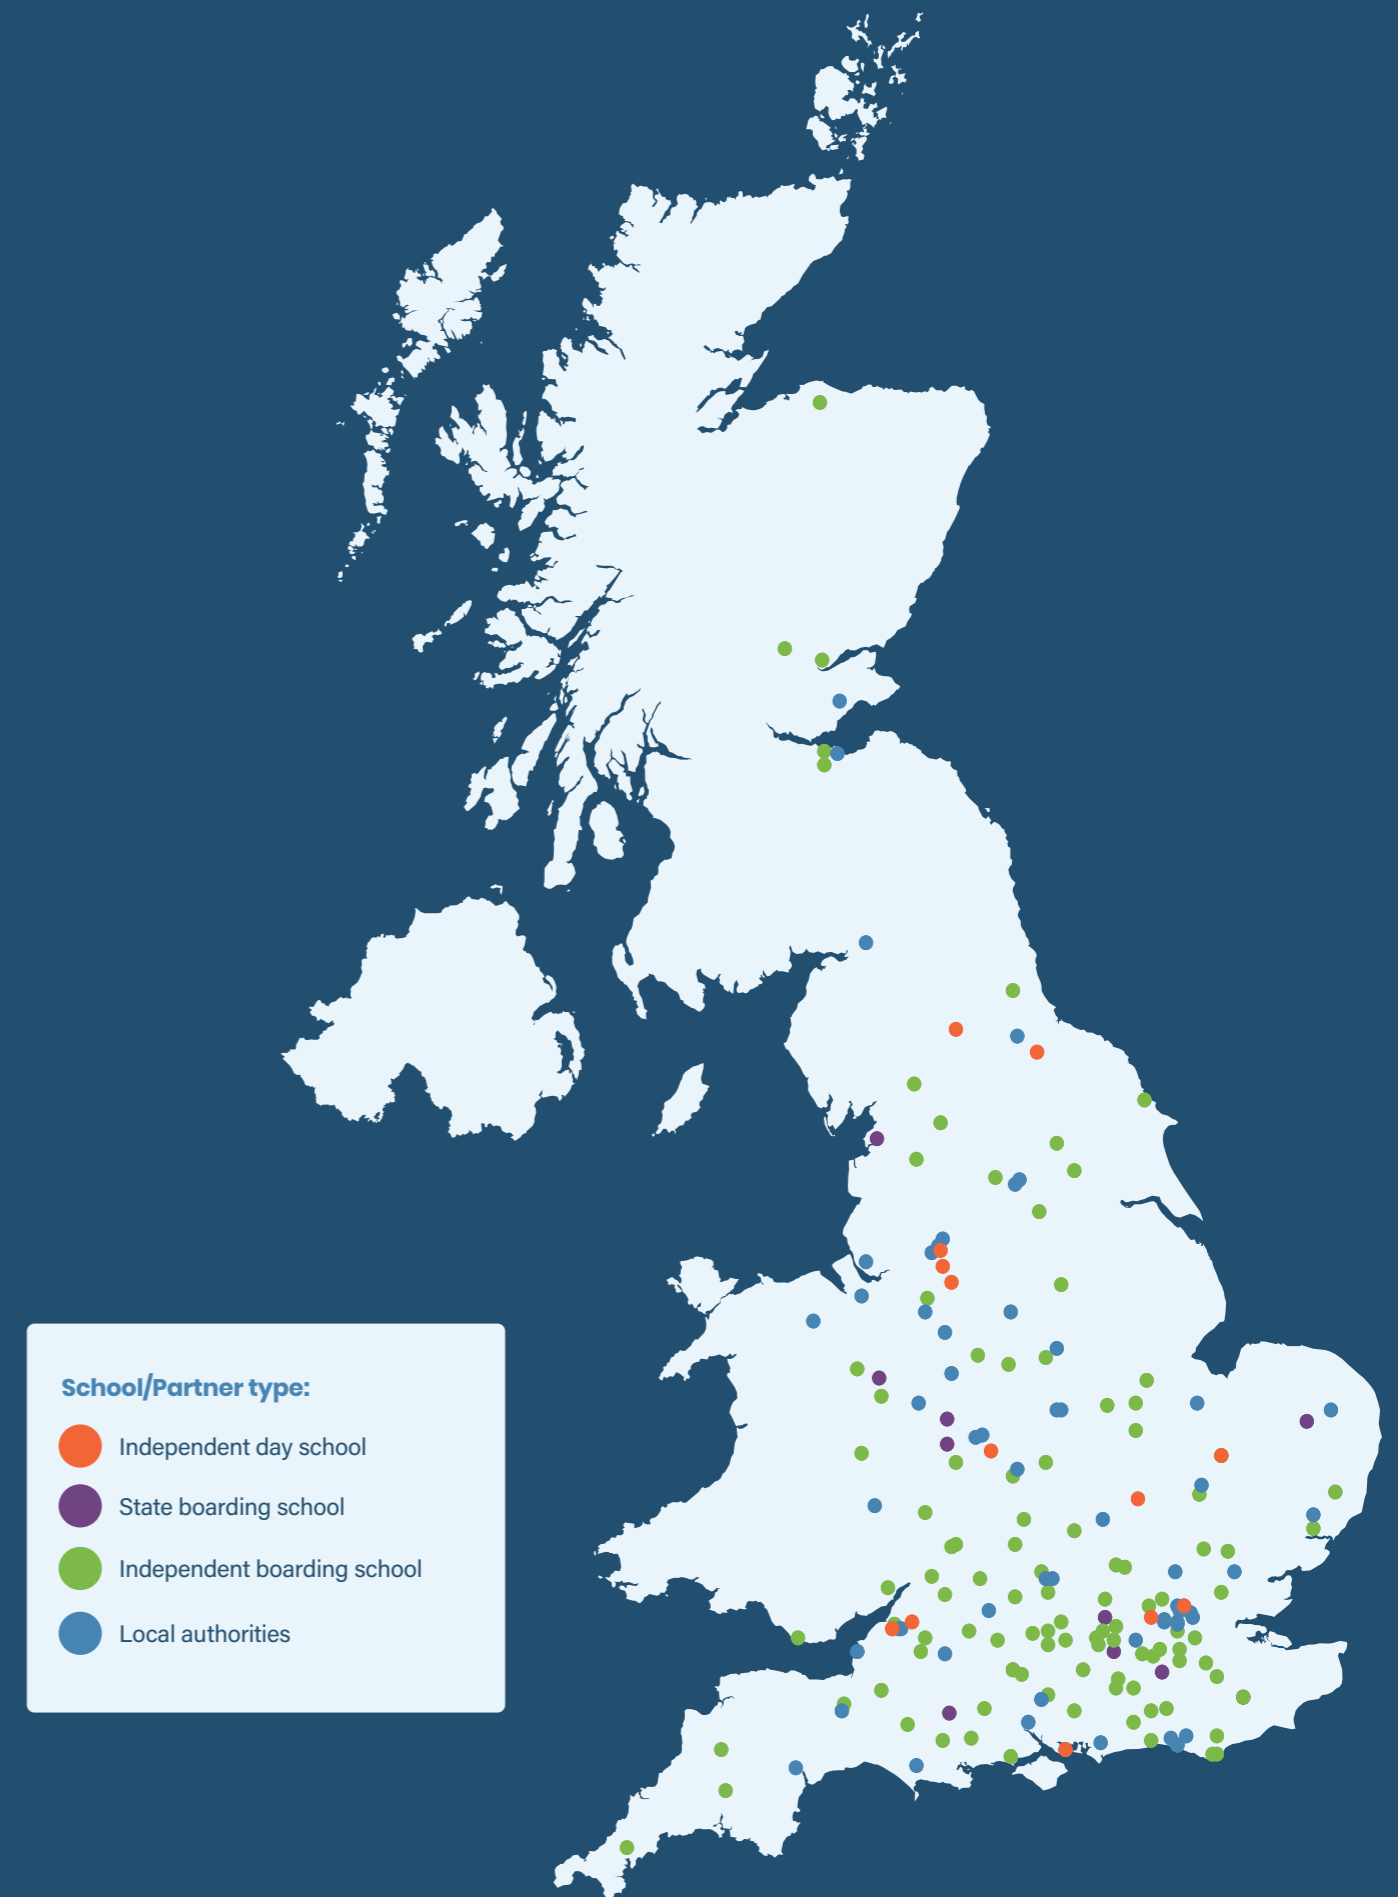 School/Partner type:
Independent day school
State boarding school
Independent boarding school
Local authorities